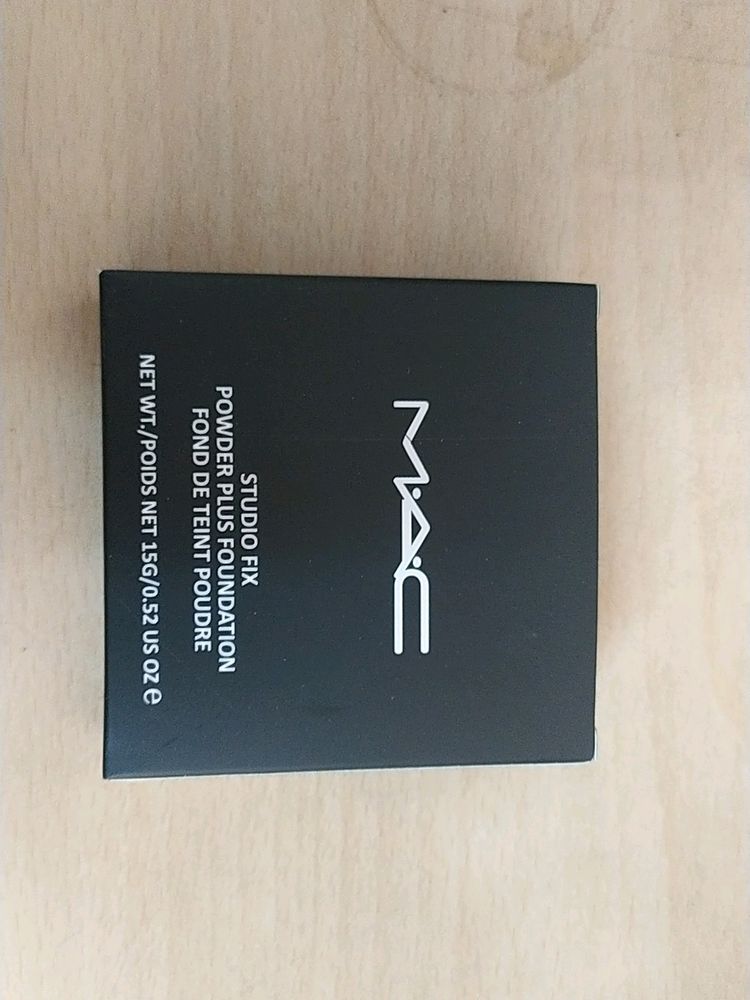 M·A·C
STUDIO FIX
POWDER PLUS FOUNDATION
FOND DE TEINT POUDRE
NET WT./POIDS NET 15G/0.52 US OZ e